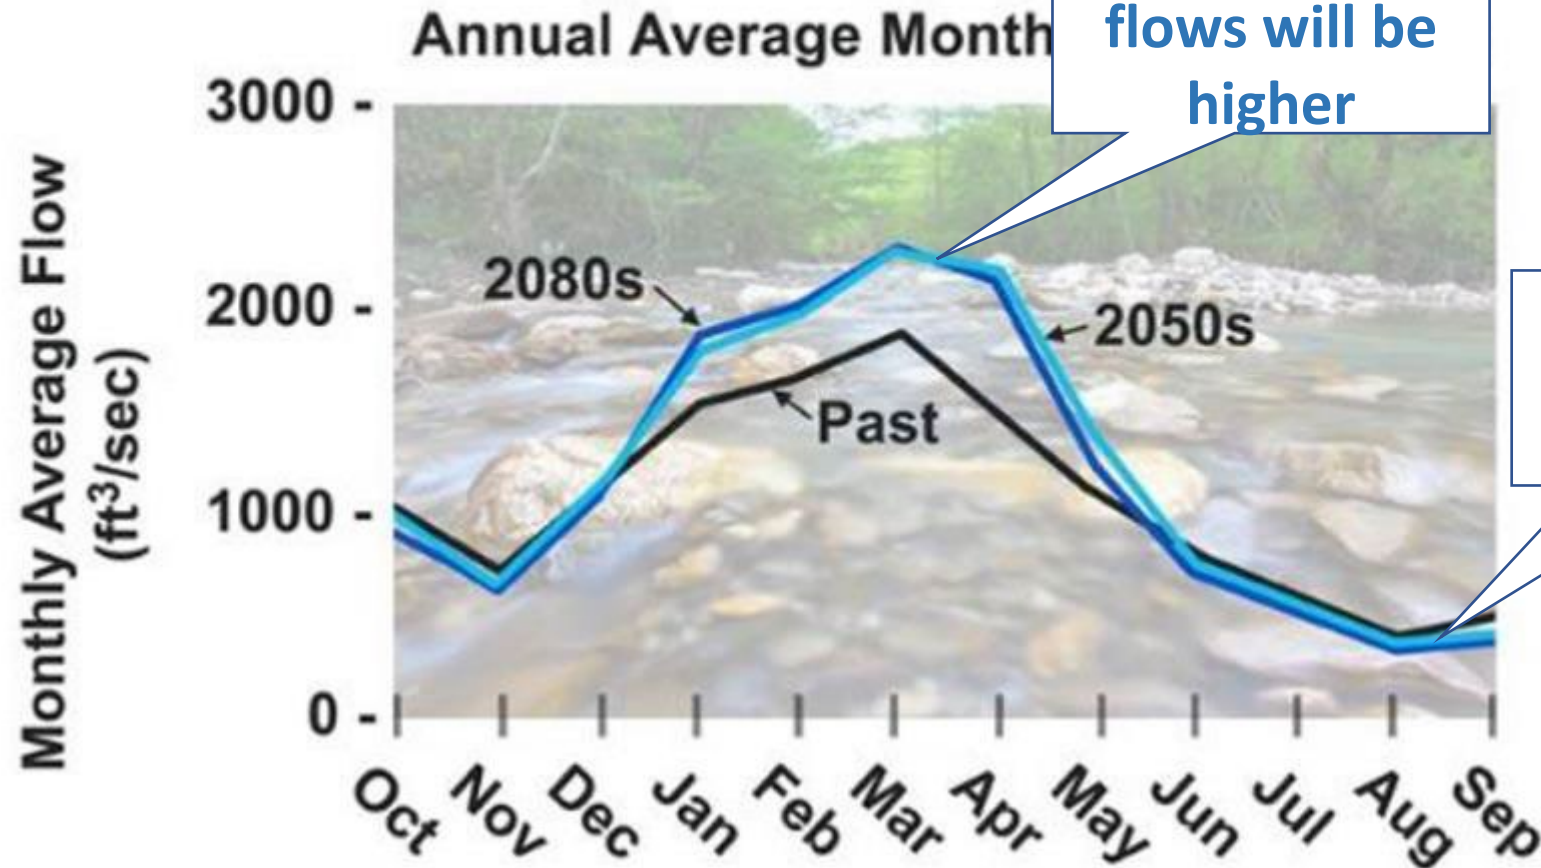 Annual Average Month
flows will be
higher
3000 -
2000 -
1000 -
0 -
Monthly Average Flow
(ft³/sec)
2080s
2050s
Past
Oct
Nov
Dec
Jan
Feb
Mar
Apr
May
Jun
Jul
Aug
Sep